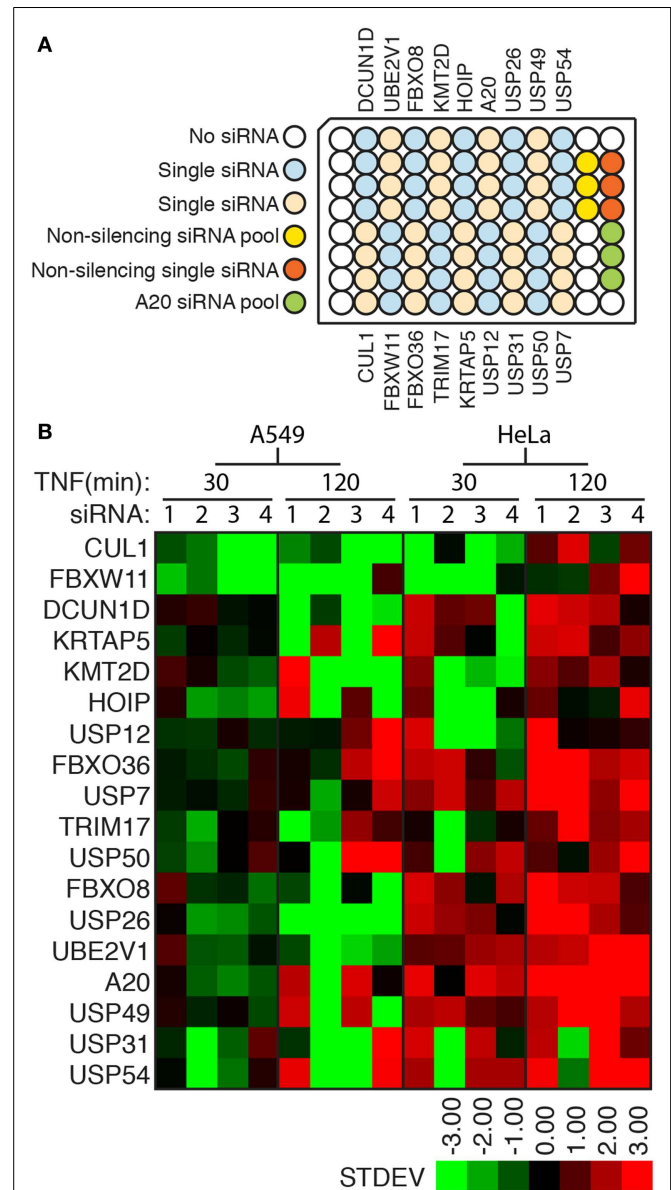 A
DCUN1D
UBE2V1
FBXO8
KMT2D
HOIP
A20
USP26
USP49
USP54
No siRNA
Single siRNA
Single siRNA
Non-silencing siRNA pool
Non-silencing single siRNA
A20 siRNA pool
CUL1
FBXW11
FBXO36
TRIM17
KRTAP5
USP12
USP31
USP50
USP7
B
A549 HeLa
TNF(min): 30 120 30 120
siRNA: 1 2 3 4 1 2 3 4 1 2 3 4 1 2 3 4
CUL1
FBXW11
DCUN1D
KRTAP5
KMT2D
HOIP
USP12
FBXO36
USP7
TRIM17
USP50
FBXO8
USP26
UBE2V1
A20
USP49
USP31
USP54
-3.00
-2.00
-1.00
0.00
1.00
2.00
3.00
STDEV